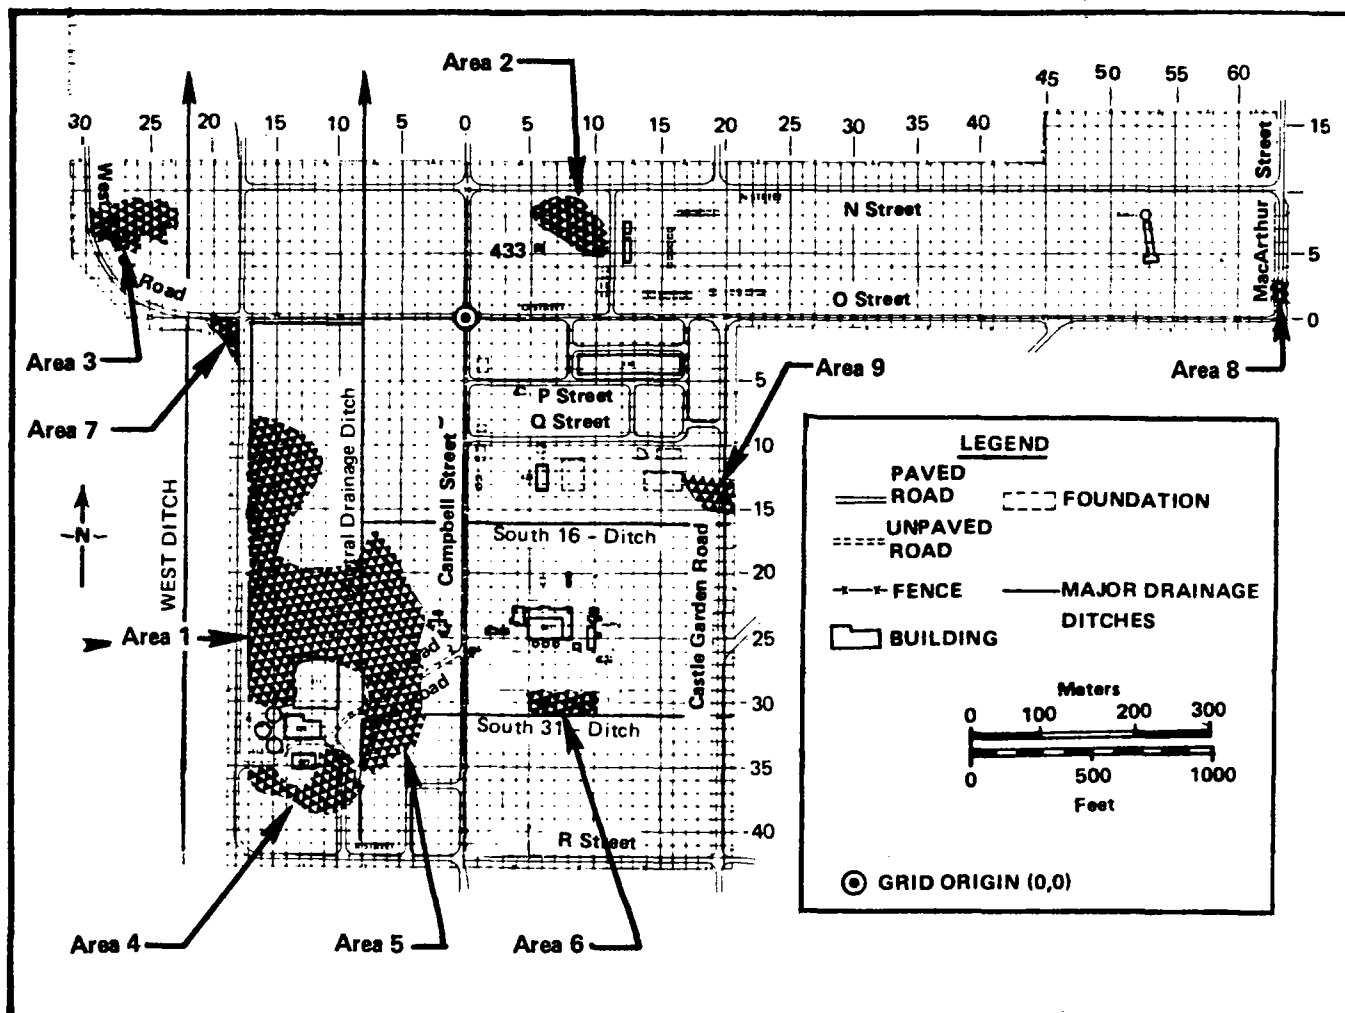 Area 2
45 50 55 60
30 25 20 10 5 0 5 10 15 20 25 30 35 40
15
West
Road
N Street
433
5
O Street
0
MacArthur Street
Area 3
Area 7
Area 9
Area 8
5
P Street
Q Street
10
15
South 16 - Ditch
20
25
30
South 31 - Ditch
35
40
R Street
WEST DITCH
Drainage Ditch
Campbell Street
Castle Garden Road
Road
-N-
Area 1
Area 4
Area 5
Area 6
LEGEND
PAVED ROAD
FOUNDATION
UNPAVED ROAD
FENCE
MAJOR DRAINAGE DITCHES
BUILDING
Meters
0 100 200 300
0 500 1000
Feet
GRID ORIGIN (0,0)